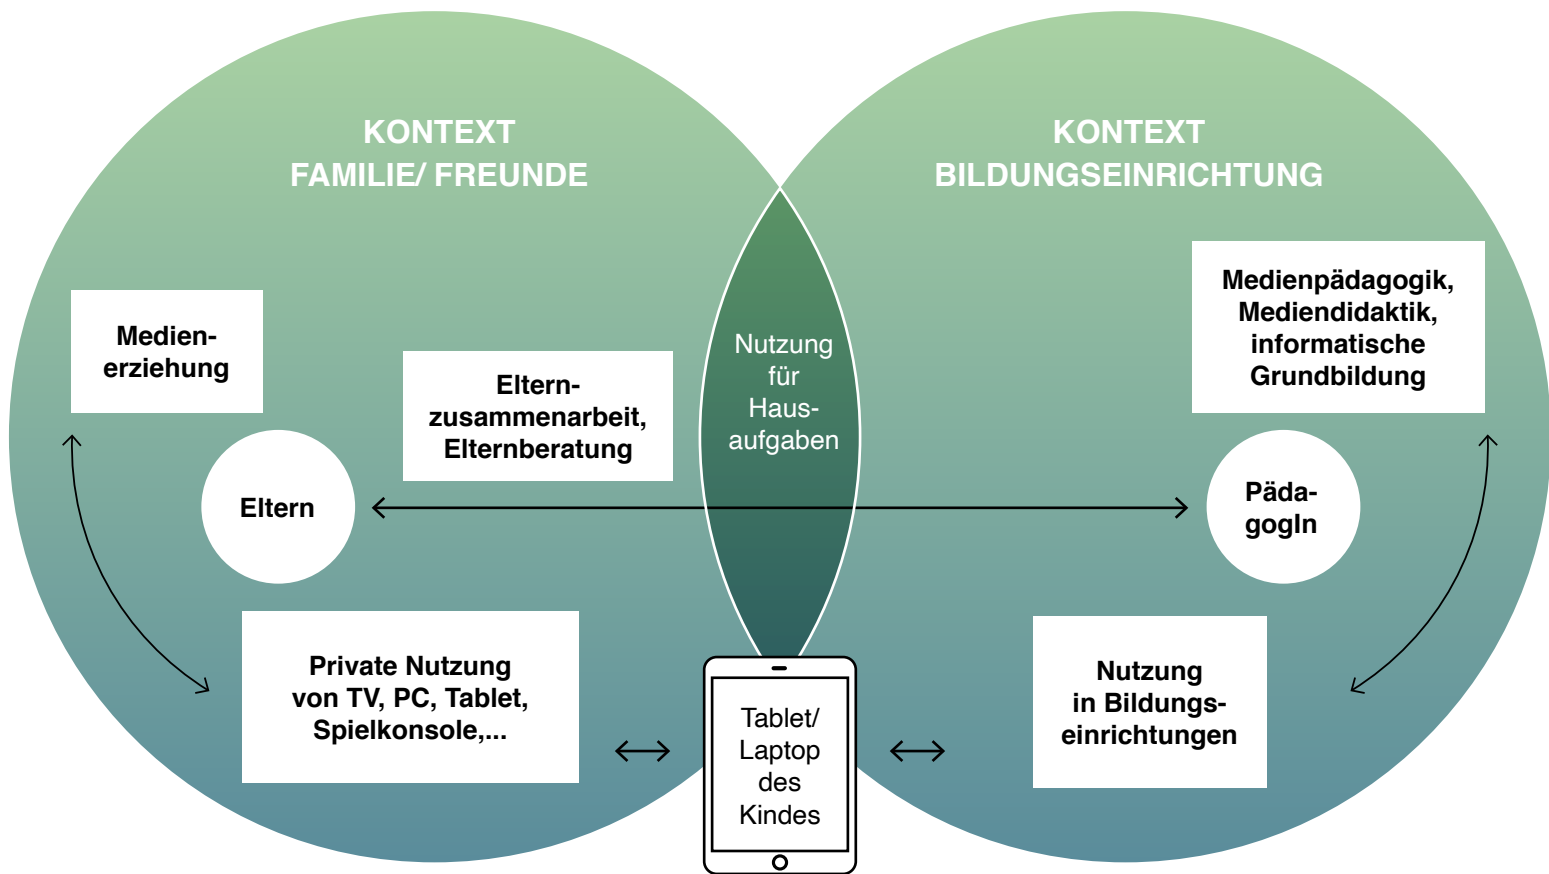 KONTEXT
FAMILIE/ FREUNDE
KONTEXT
BILDUNGSEINRICHTUNG
Medien-
erziehung
Eltern-
zusammenarbeit,
Elternberatung
Nutzung
für
Haus-
aufgaben
Medienpädagogik,
Mediendidaktik,
informatische
Grundbildung
Eltern
Päda-
gogIn
Private Nutzung
von TV, PC, Tablet,
Spielkonsole,...
Tablet/
Laptop
des
Kindes
Nutzung
in Bildungs-
einrichtungen